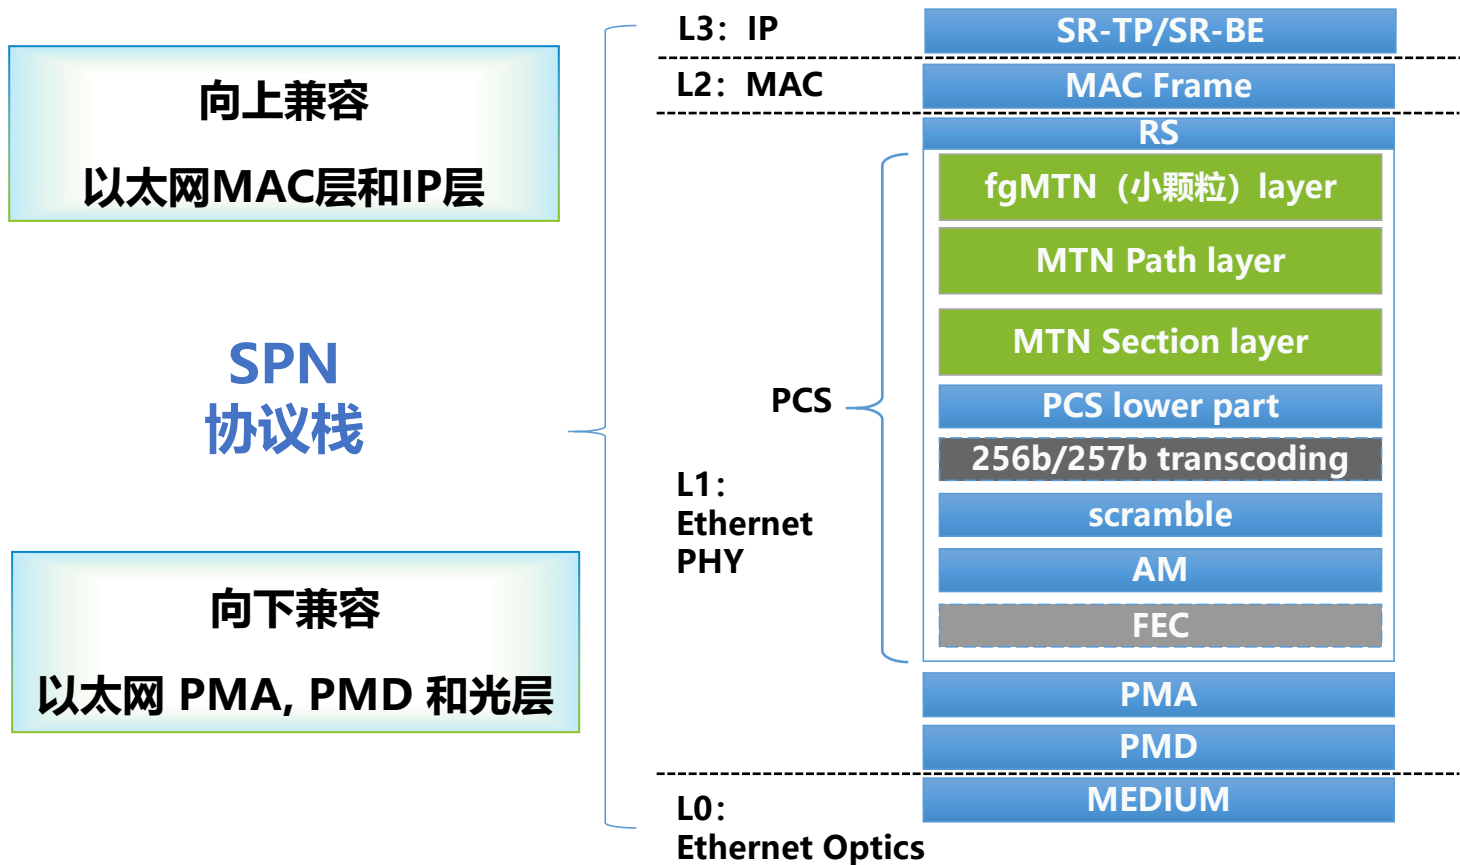 向上兼容
以太网MAC层和IP层
SPN
协议栈
向下兼容
以太网 PMA, PMD 和光层
L3：IP
SR-TP/SR-BE
L2：MAC
MAC Frame
RS
fgMTN（小颗粒）layer
MTN Path layer
MTN Section layer
PCS
PCS lower part
256b/257b transcoding
L1：
Ethernet
PHY
scramble
AM
FEC
PMA
PMD
L0：
Ethernet Optics
MEDIUM